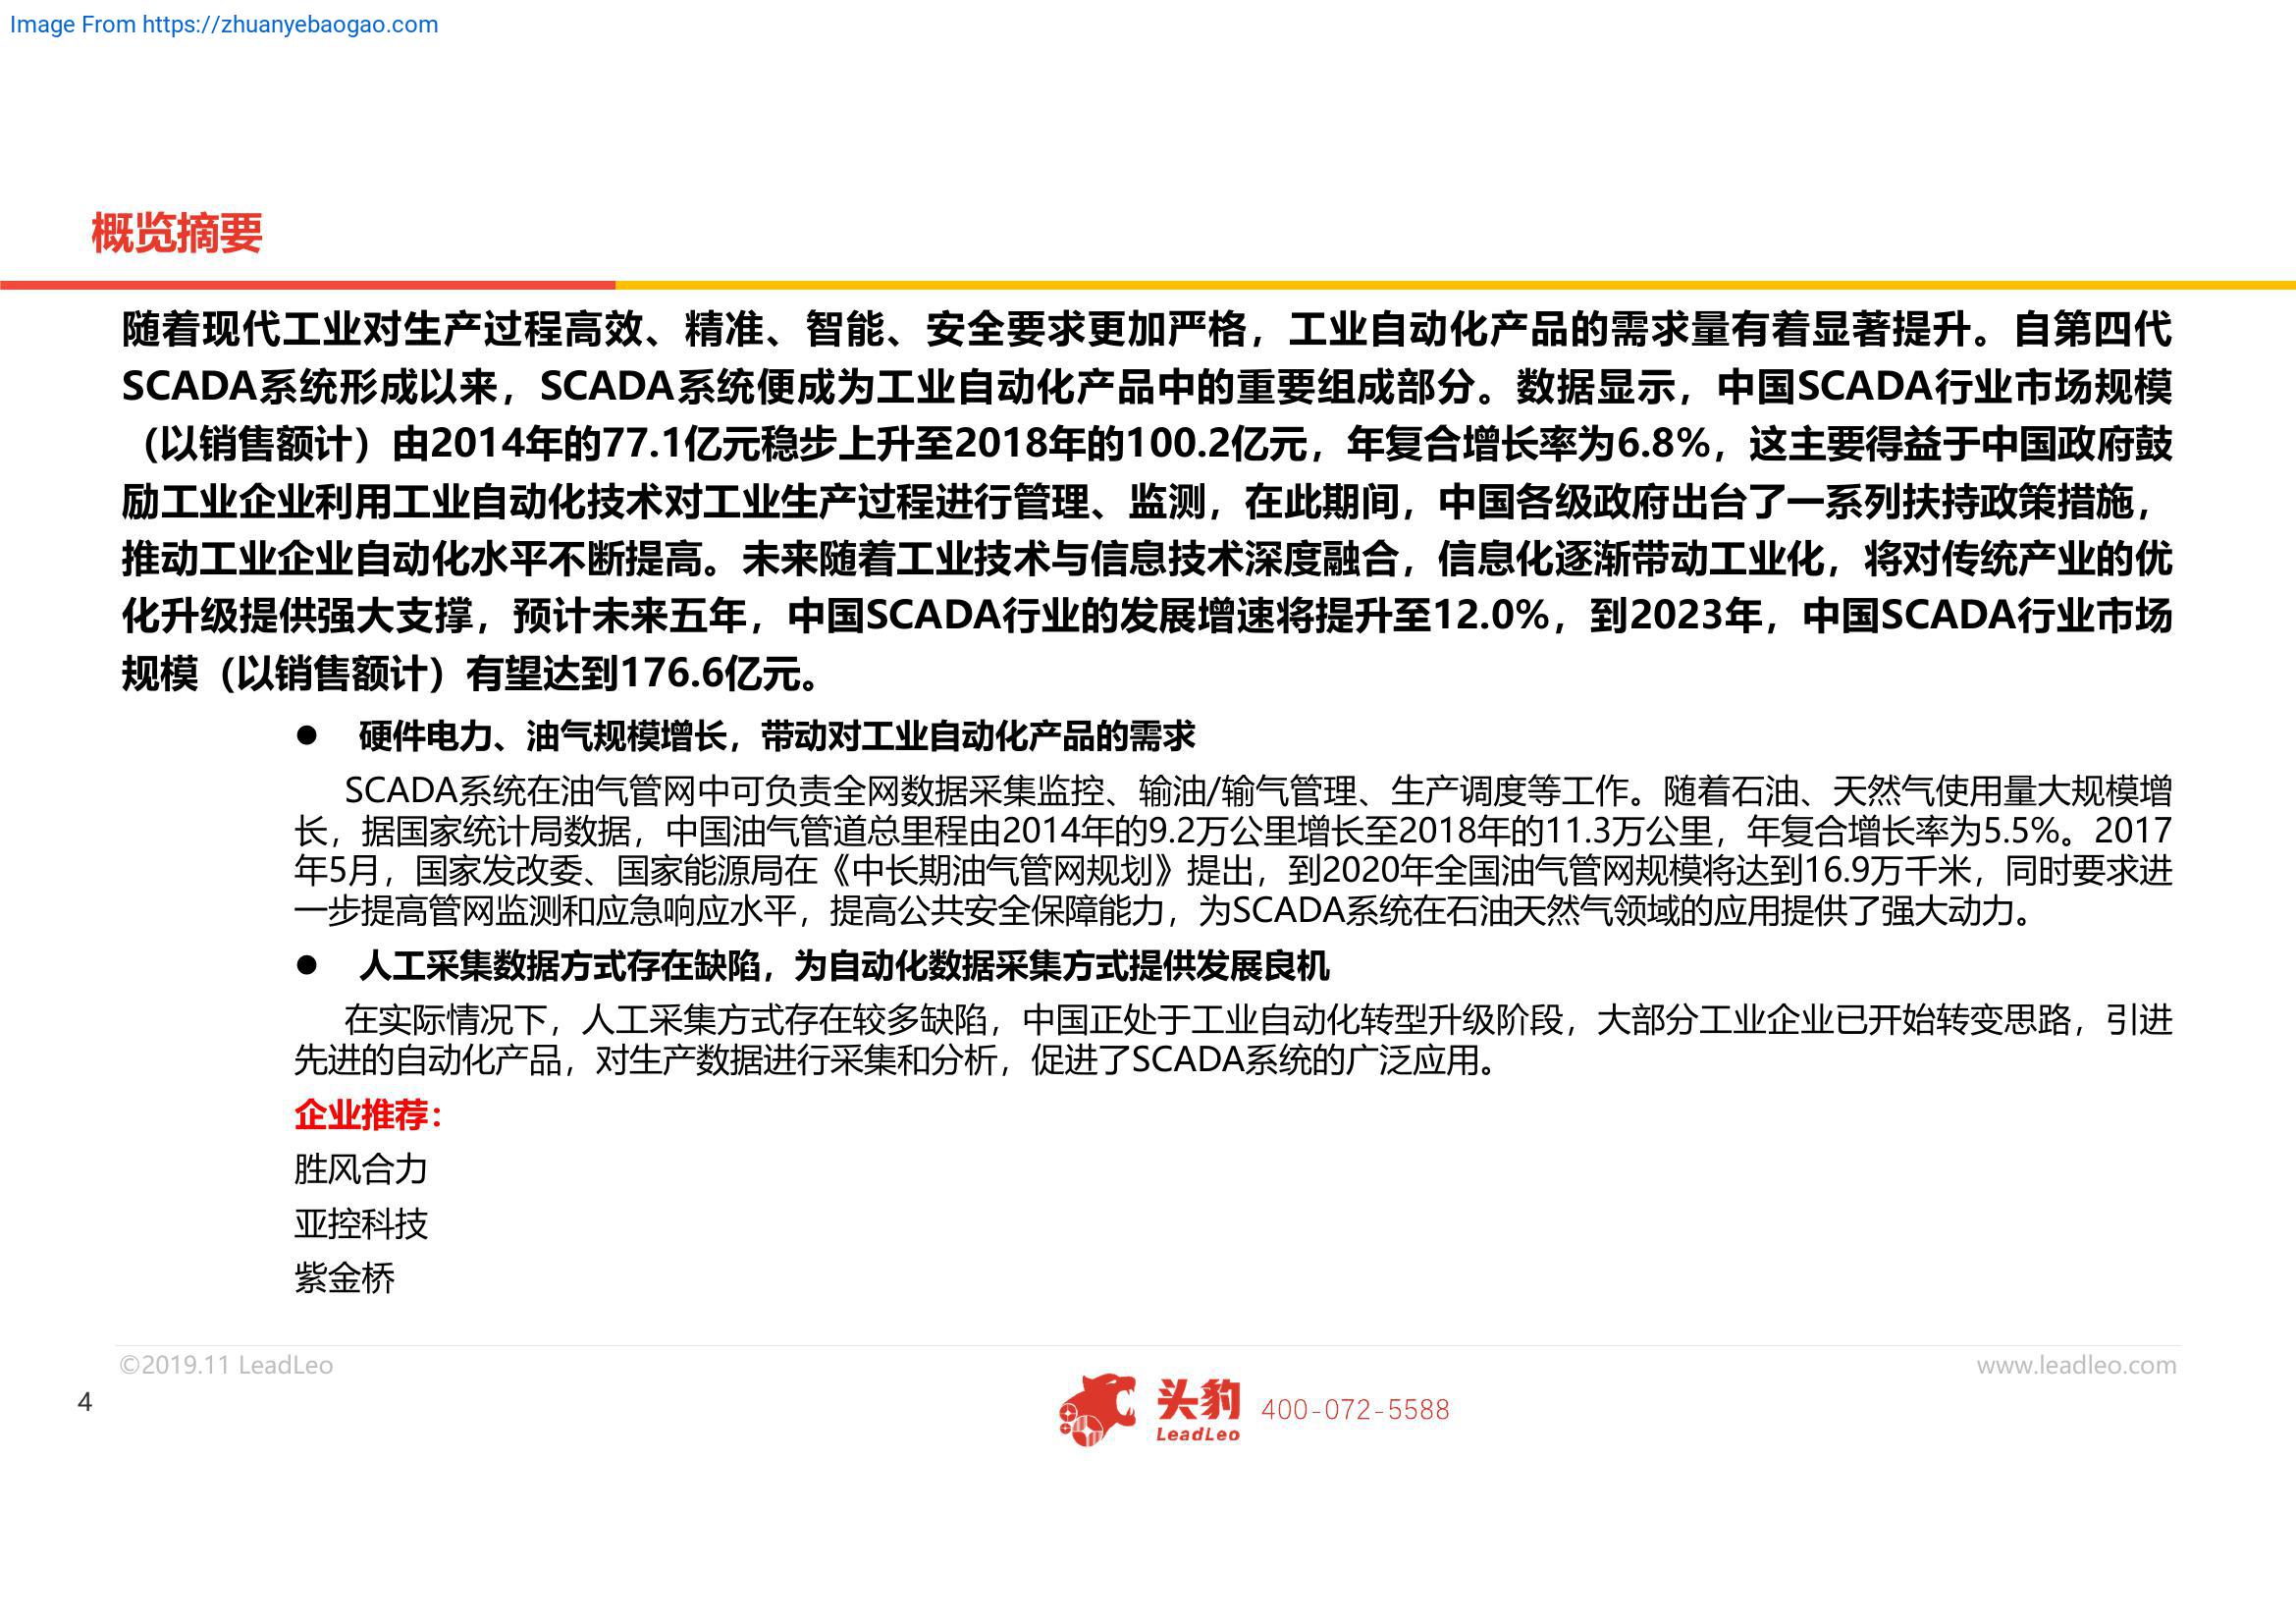 Image From https://zhuanyebaogao.com
概览摘要
随着现代工业对生产过程高效、精准、智能、安全要求更加严格，工业自动化产品的需求量有着显著提升。自第四代
SCADA系统形成以来，SCADA系统便成为工业自动化产品中的重要组成部分。数据显示，中国SCADA行业市场规模
（以销售额计）由2014年的77.1亿元稳步上升至2018年的100.2亿元，年复合增长率为6.8%，这主要得益于中国政府鼓
励工业企业利用工业自动化技术对工业生产过程进行管理、监测，在此期间，中国各级政府出台了一系列扶持政策措施，
推动工业企业自动化水平不断提高。未来随着工业技术与信息技术深度融合，信息化逐渐带动工业化，将对传统产业的优
化升级提供强大支撑，预计未来五年，中国SCADA行业的发展增速将提升至12.0%，到2023年，中国SCADA行业市场
规模（以销售额计）有望达到176.6亿元。
● 硬件电力、油气规模增长，带动对工业自动化产品的需求
SCADA系统在油气管网中可负责全网数据采集监控、输油/输气管理、生产调度等工作。随着石油、天然气使用量大规模增
长，据国家统计局数据，中国油气管道总里程由2014年的9.2万公里增长至2018年的11.3万公里，年复合增长率为5.5%。2017
年5月，国家发改委、国家能源局在《中长期油气管网规划》提出，到2020年全国油气管网规模将达到16.9万千米，同时要求进
一步提高管网监测和应急响应水平，提高公共安全保障能力，为SCADA系统在石油天然气领域的应用提供了强大动力。
● 人工采集数据方式存在缺陷，为自动化数据采集方式提供发展良机
在实际情况下，人工采集方式存在较多缺陷，中国正处于工业自动化转型升级阶段，大部分工业企业已开始转变思路，引进
先进的自动化产品，对生产数据进行采集和分析，促进了SCADA系统的广泛应用。
企业推荐：
胜风合力
亚控科技
紫金桥
©2019.11 LeadLeo
www.leadleo.com
4
头豹
LeadLeo
400-072-5588